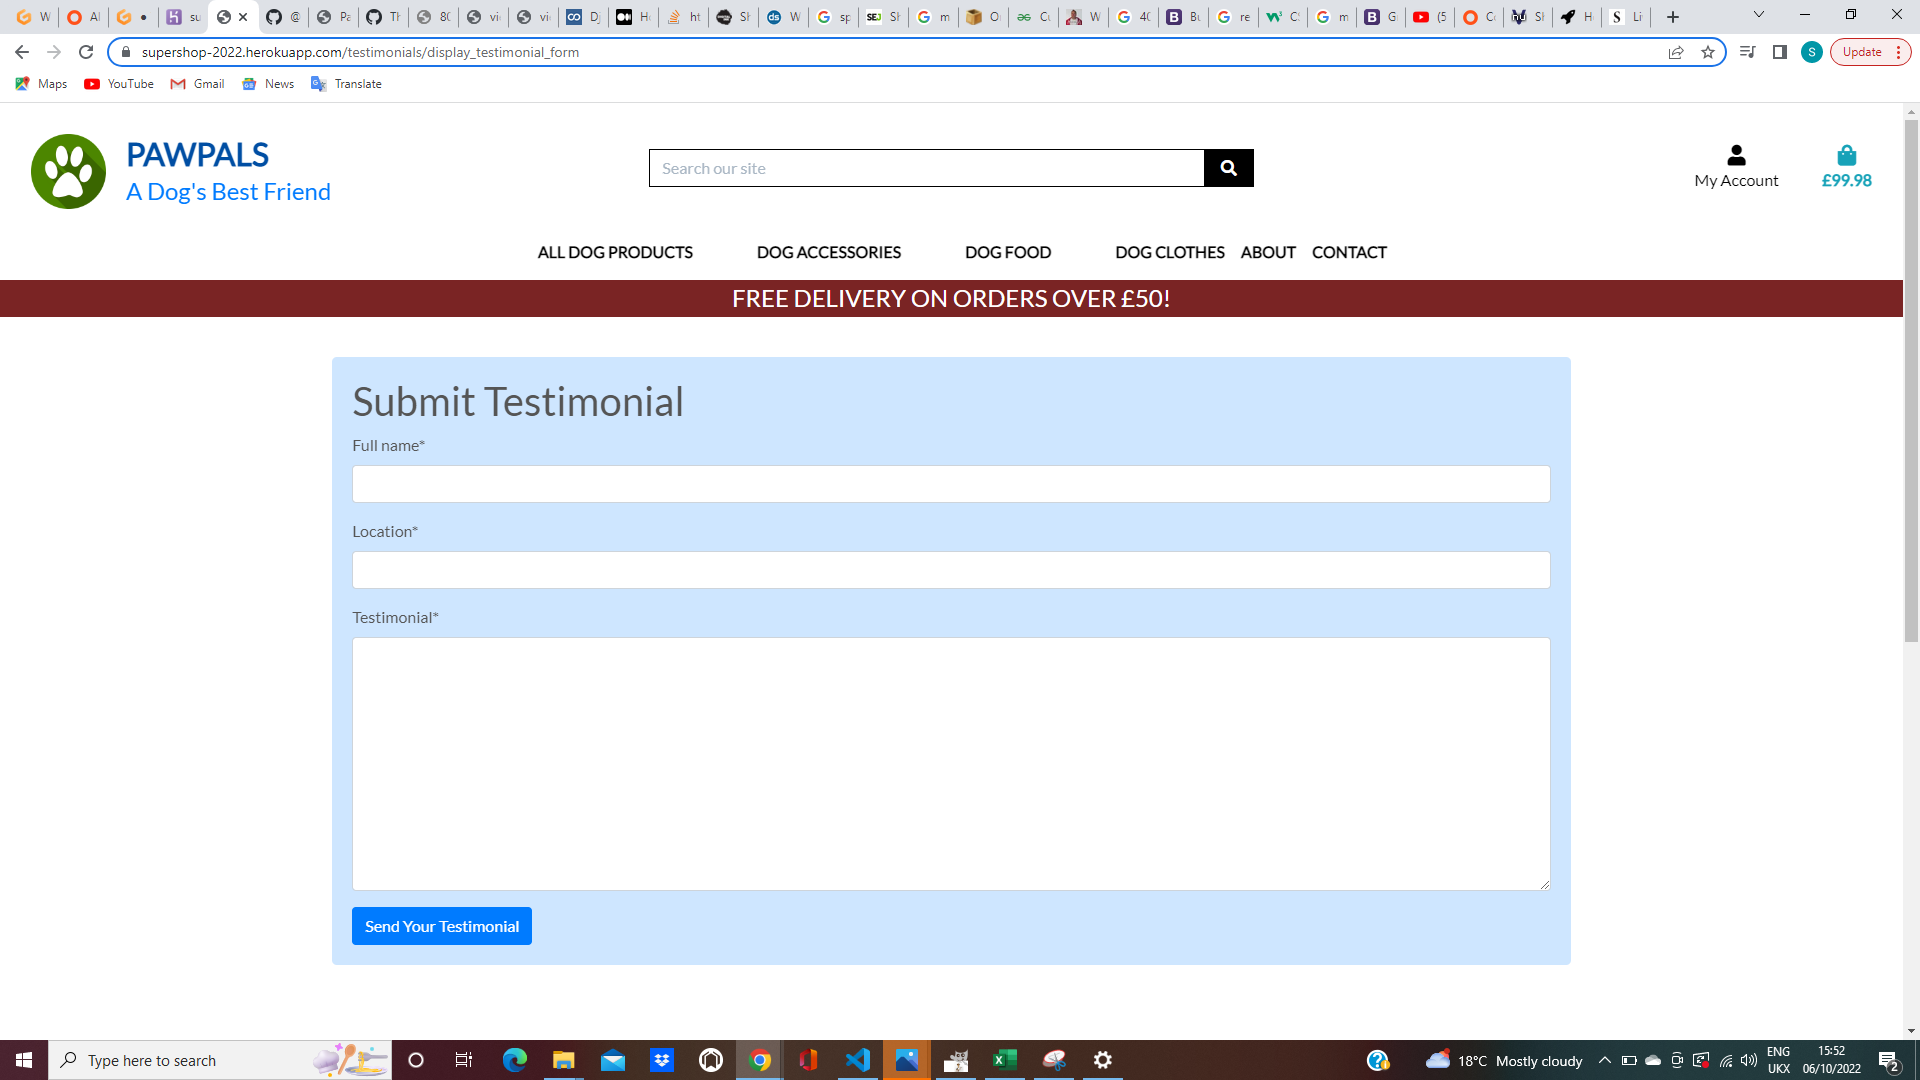 supershop-2022.herokuapp.com/testimonials/display_testimonial_form
Update
Maps YouTube Gmail News Translate
PAWPALS
A Dog's Best Friend
Search our site
My Account
£99.98
ALL DOG PRODUCTS DOG ACCESSORIES DOG FOOD DOG CLOTHES ABOUT CONTACT
FREE DELIVERY ON ORDERS OVER £50!
Submit Testimonial
Full name*
Location*
Testimonial*
Send Your Testimonial
Type here to search
18°C Mostly cloudy
ENG
UKX
15:52
06/10/2022
2